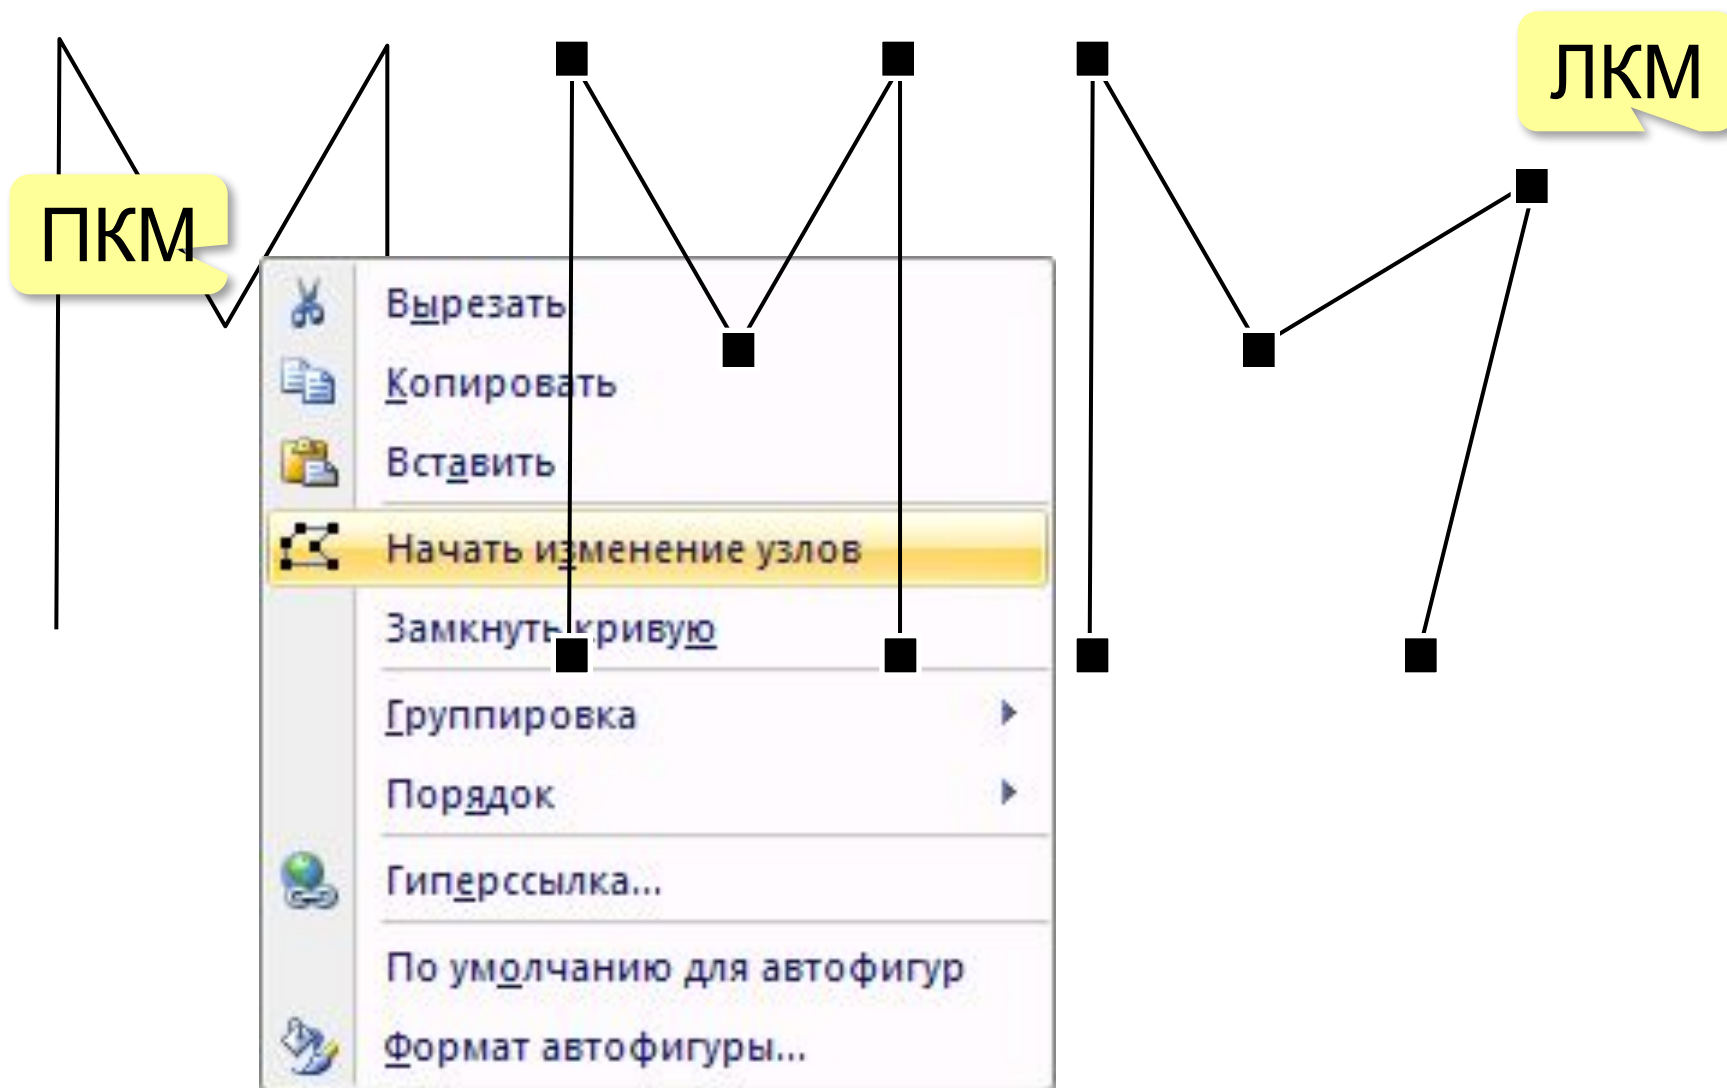 ЛКМ
ПКМ
Вырезать
Копировать
Вставить
Начать изменение узлов
Замкнуть кривую
Группировка
Порядок
Гиперссылка...
По умолчанию для автофигур
Формат автофигуры...